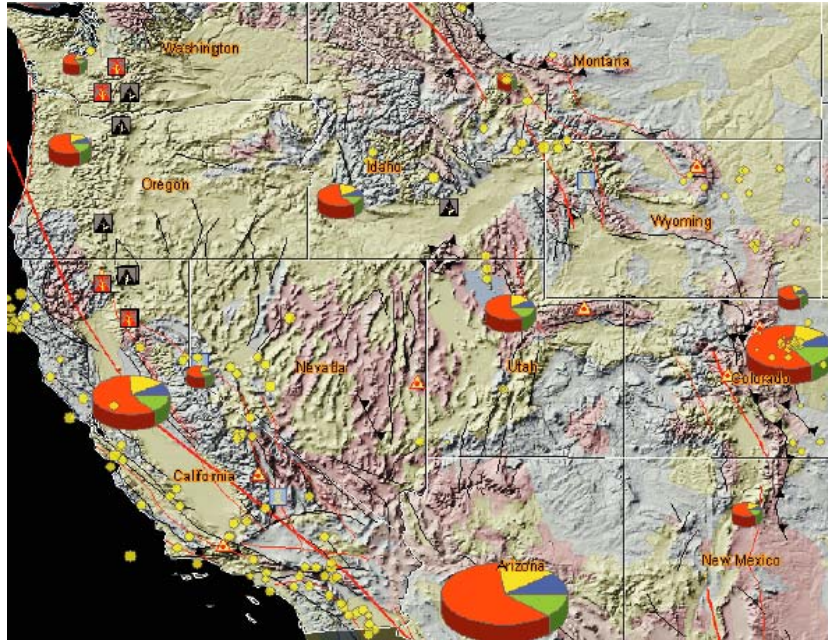 Washington
Montana
Idaho
Oregon
Wyoming
Nevada
Utah
Colorado
California
Arizona
New Mexico